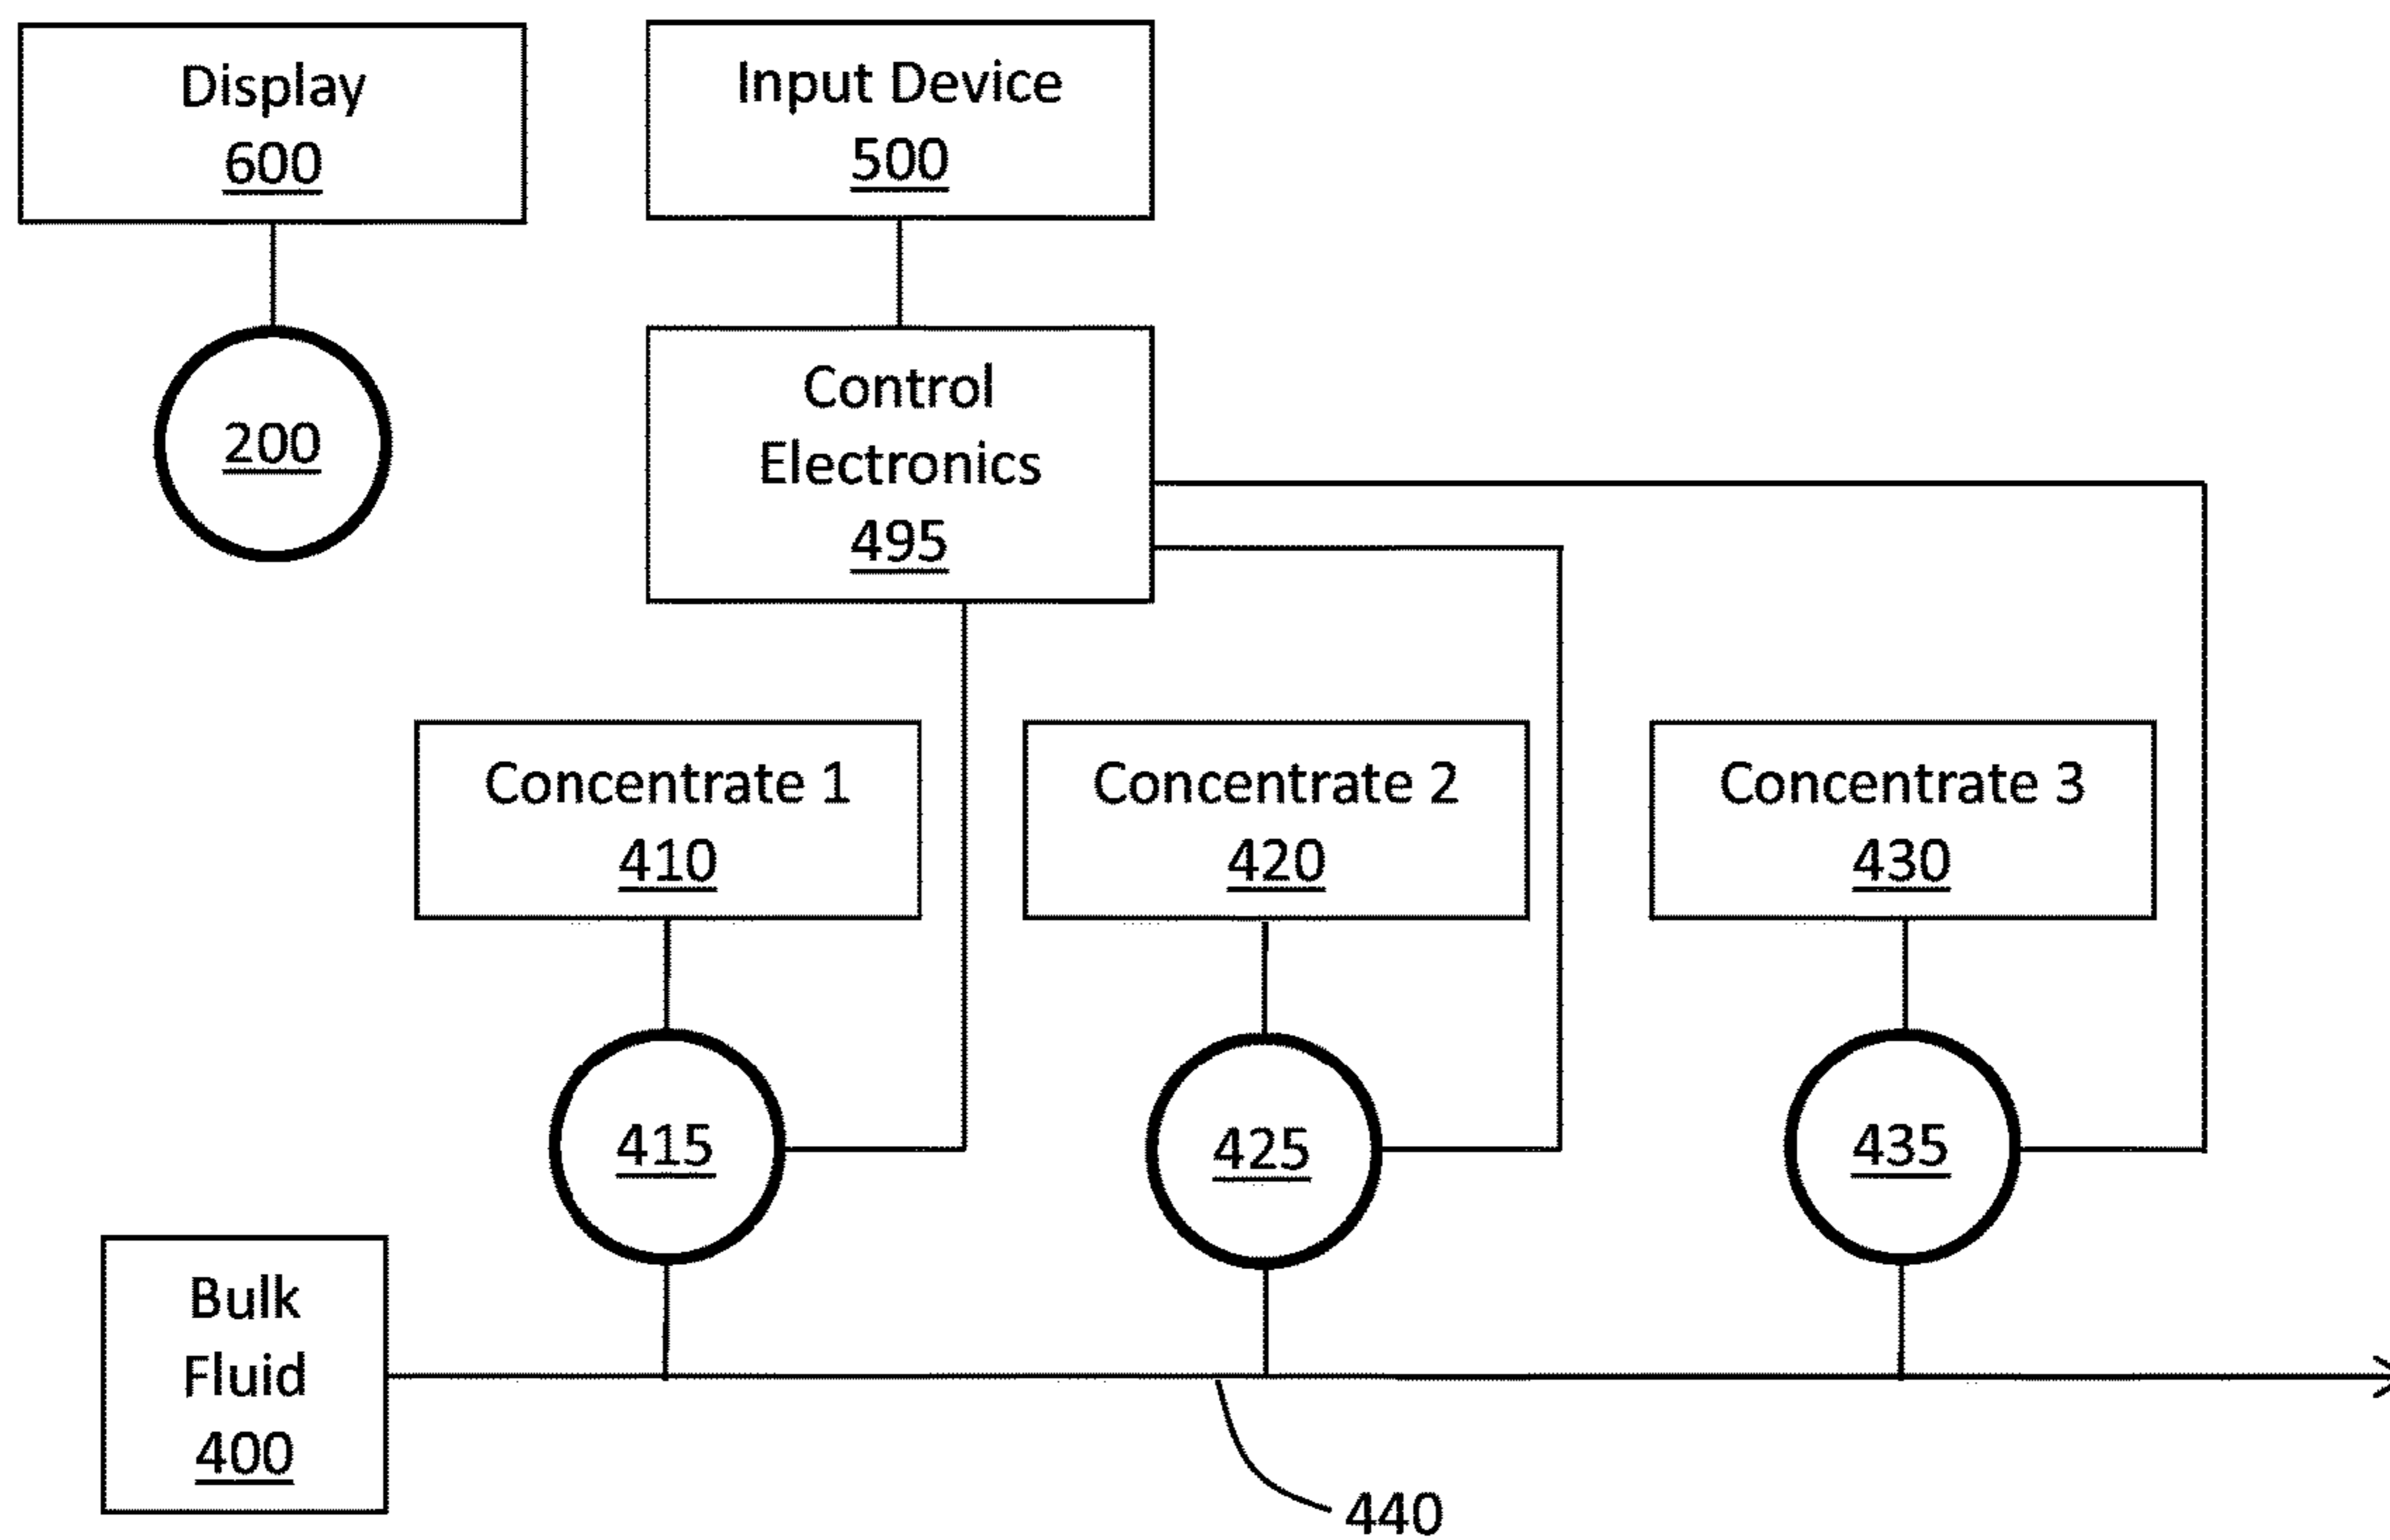 Display
600
Input Device
500
200
Control
Electronics
495
Concentrate 1
410
Concentrate 2
420
Concentrate 3
430
415
425
435
Bulk
Fluid
400
440